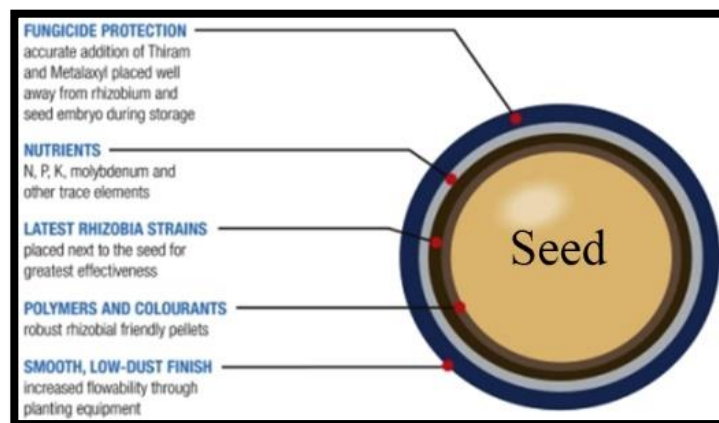 FUNGICIDE PROTECTION
accurate addition of Thiram
and Metalaxyl placed well
away from rhizobium and
seed embryo during storage
NUTRIENTS
N, P, K, molybdenum and
other trace elements
LATEST RHIZOBIA STRAINS
placed next to the seed for
greatest effectiveness
POLYMERS AND COLOURANTS
robust rhizobial friendly pellets
SMOOTH, LOW-DUST FINISH
increased flowability through
planting equipment
Seed